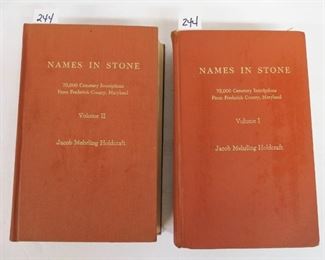 244
NAMES IN STONE
75,000 Cemetery Inscriptions
From Frederick County, Maryland
Volume II
Jacob Mehrling Holdcraft
244
NAMES IN STONE
75,000 Cemetery Inscriptions
From Frederick County, Maryland
Volume I
Jacob Mehrling Holdcraft